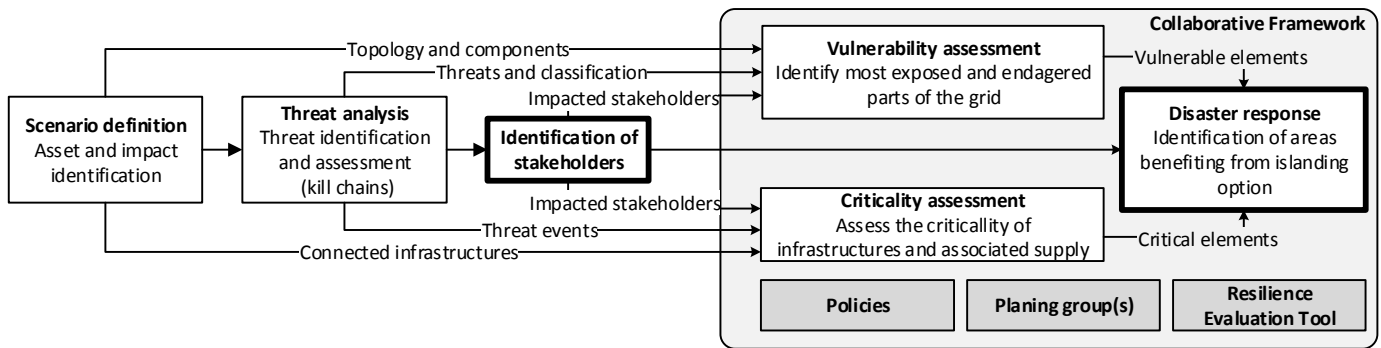 Collaborative Framework
Topology and components
Threats and classification
Impacted stakeholders
Vulnerability assessment
Identify most exposed and endagered
parts of the grid
Vulnerable elements
Scenario definition
Asset and impact
identification
Threat analysis
Threat identification
and assessment
(kill chains)
Identification of
stakeholders
Disaster response
Identification of areas
benefiting from islanding
option
Impacted stakeholders
Threat events
Connected infrastructures
Criticality assessment
Assess the criticallity of
infrastructures and associated supply
Critical elements
Policies
Planing group(s)
Resilience
Evaluation Tool